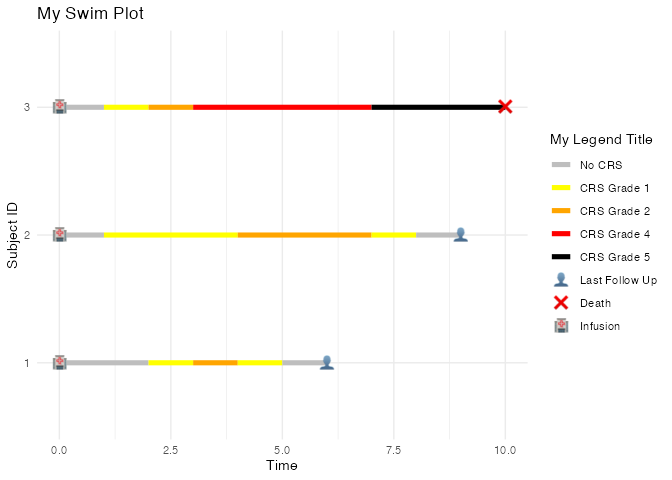 My Swim Plot
Subject ID
3
2
1
0.0 2.5 5.0 7.5 10.0
Time
My Legend Title
No CRS
CRS Grade 1
CRS Grade 2
CRS Grade 4
CRS Grade 5
Last Follow Up
Death
Infusion